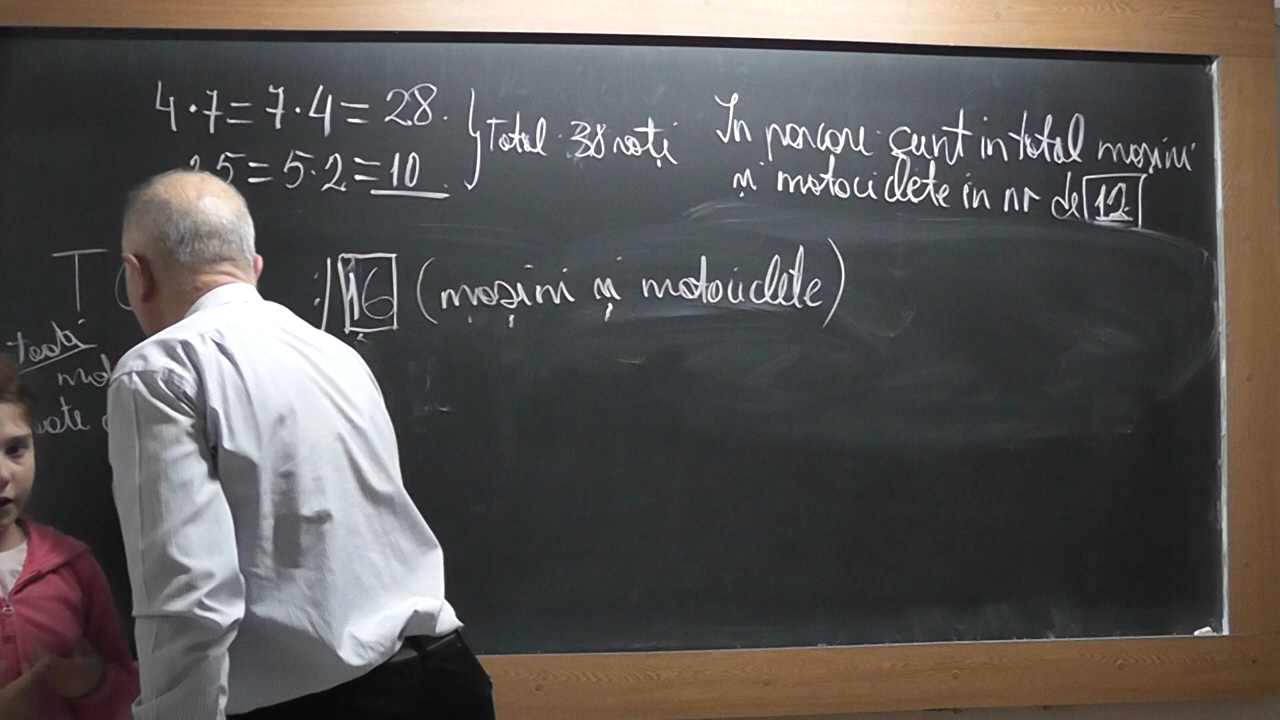 4·7=7·4=28.
5=5·2=10
Total 38 roți
In parcare sunt in total mașini
și motociclete in nr de 12
T
16 (mașini și motociclete)